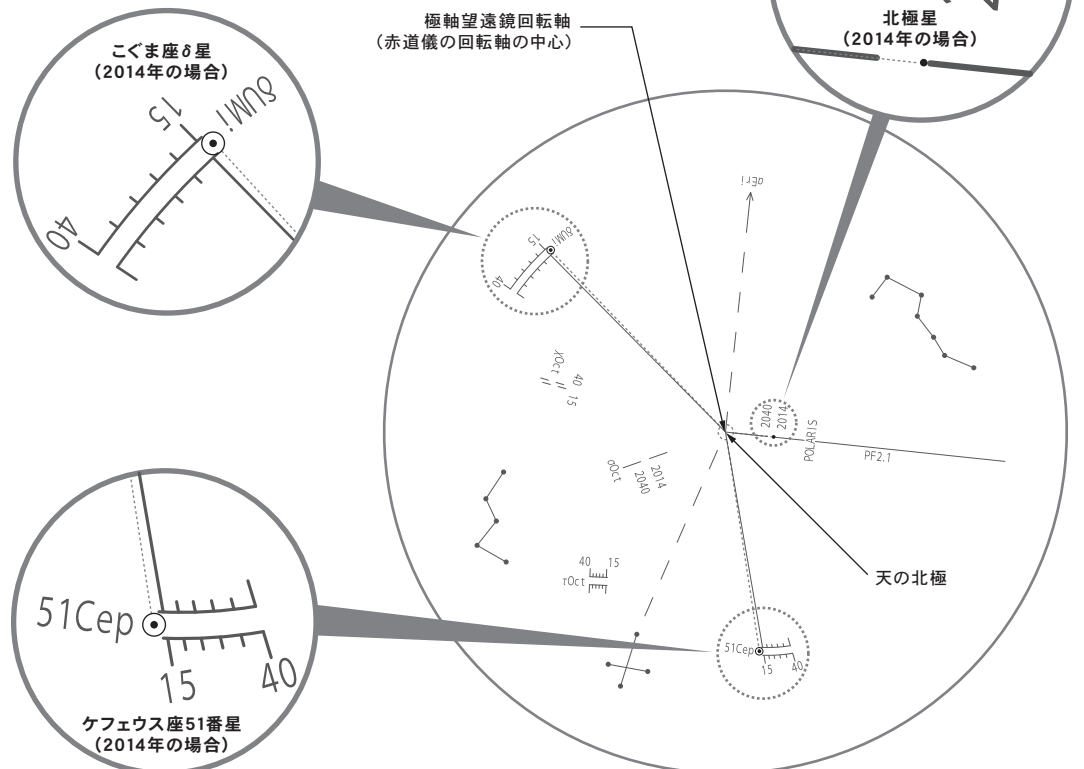 極軸望遠鏡回転軸
(赤道儀の回転軸の中心)
北極星
(2014年の場合)
こぐま座δ星
(2014年の場合)
15
δUMi
40
αEri
15
δUMi
40
χOct
40
15
2040
2014
POLARIS
PF2.1
σOct
2014
2040
40 15
τOct
天の北極
51Cep
15
40
51Cep
15
40
ケフェウス座51番星
(2014年の場合)